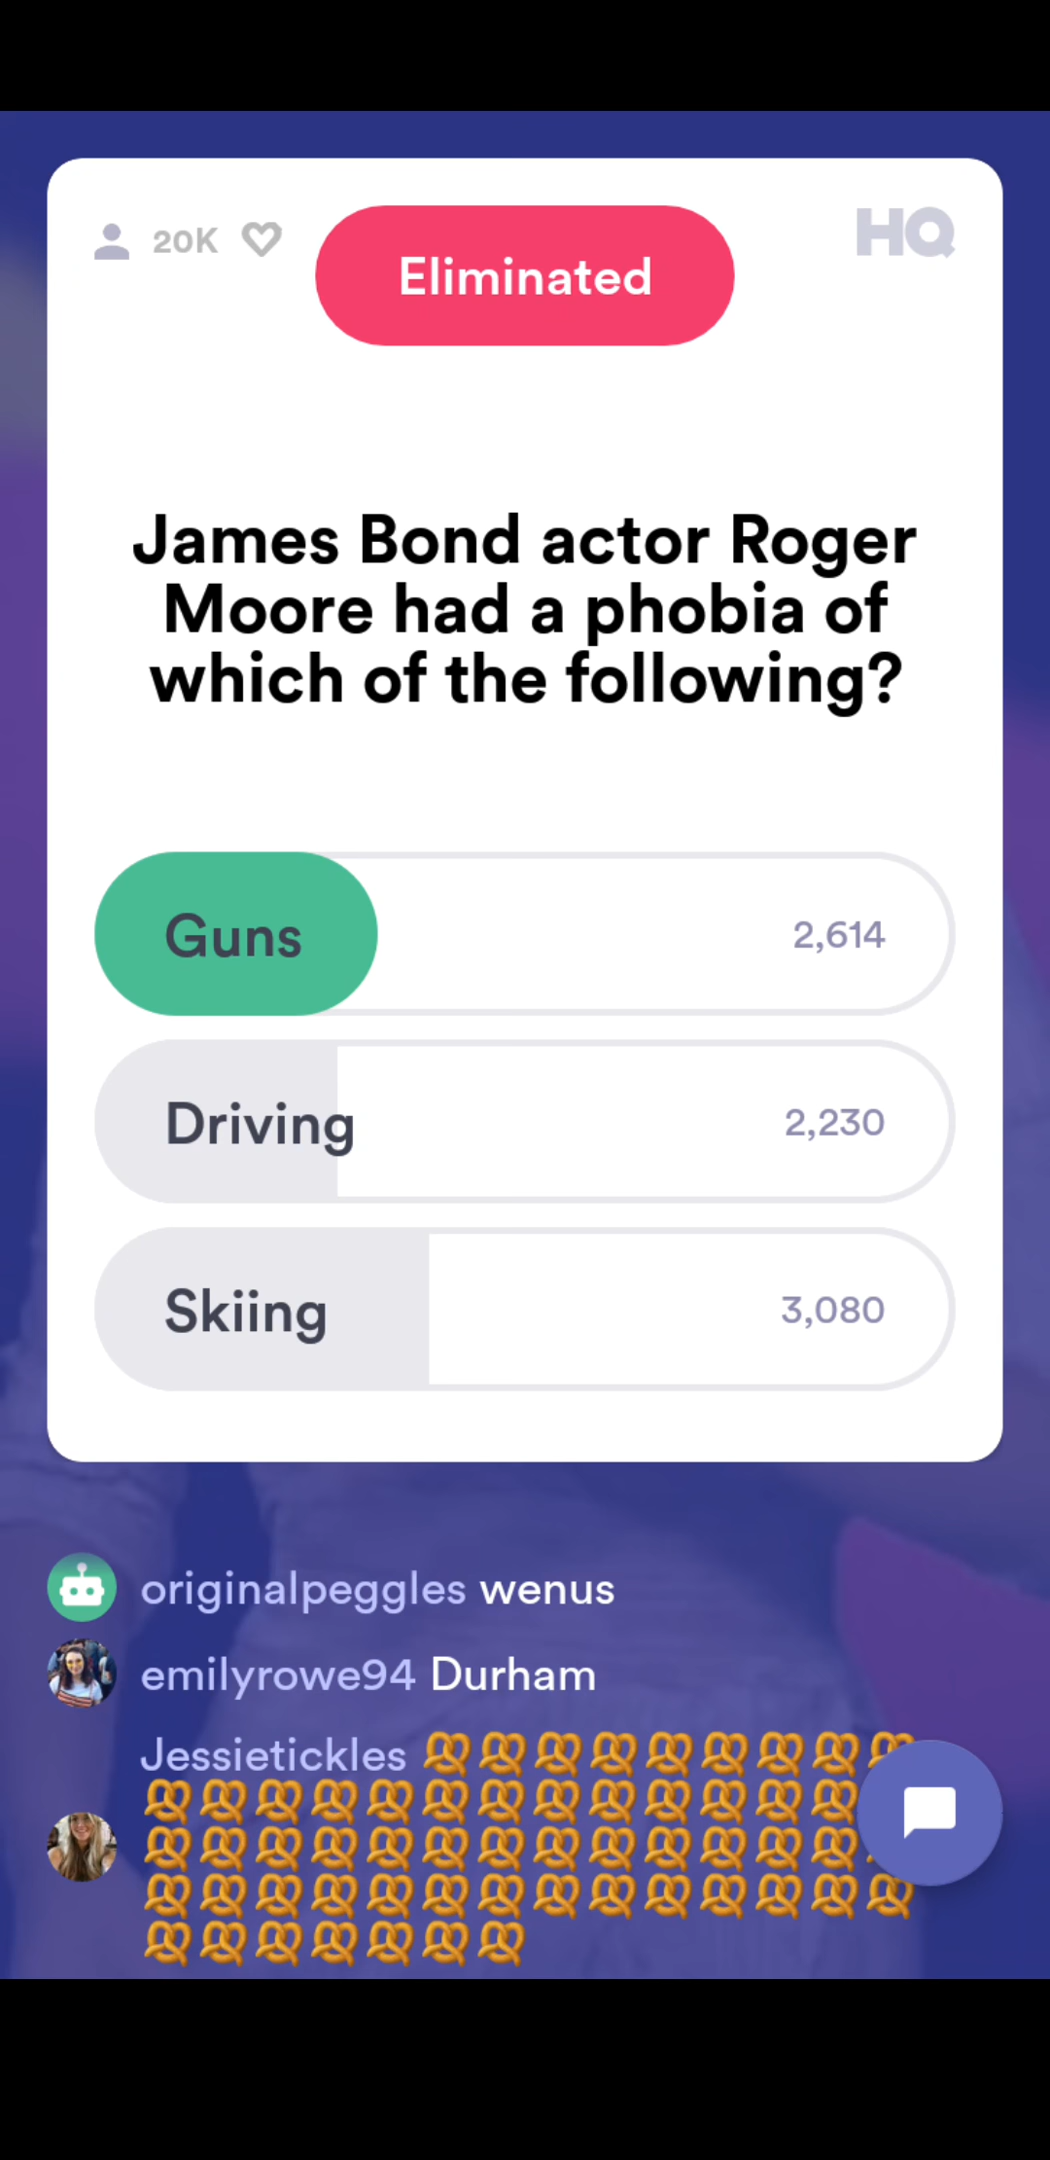 20K
Eliminated
HQ
James Bond actor Roger
Moore had a phobia of
which of the following?
Guns 2,614
Driving 2,230
Skiing 3,080
originalpeggles wenus
emilyrowe94 Durham
Jessietickles 🥨🥨🥨🥨🥨🥨🥨🥨🥨
🥨🥨🥨🥨🥨🥨🥨🥨🥨🥨🥨🥨🥨
🥨🥨🥨🥨🥨🥨🥨🥨🥨🥨🥨🥨🥨🥨
🥨🥨🥨🥨🥨🥨🥨🥨🥨🥨🥨🥨🥨🥨
🥨🥨🥨🥨🥨🥨🥨